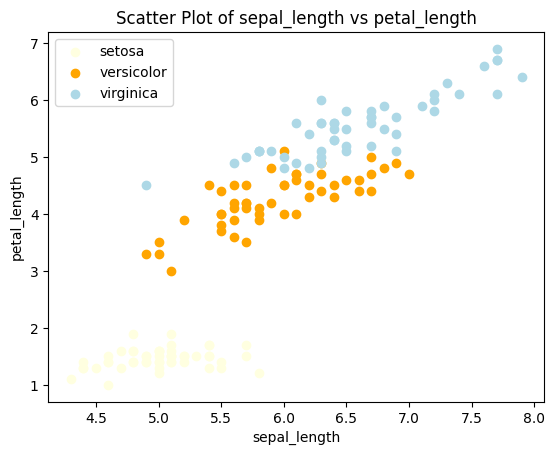 Scatter Plot of sepal_length vs petal_length
setosa
versicolor
virginica
7
6
5
4
3
2
1
petal_length
4.5 5.0 5.5 6.0 6.5 7.0 7.5 8.0
sepal_length